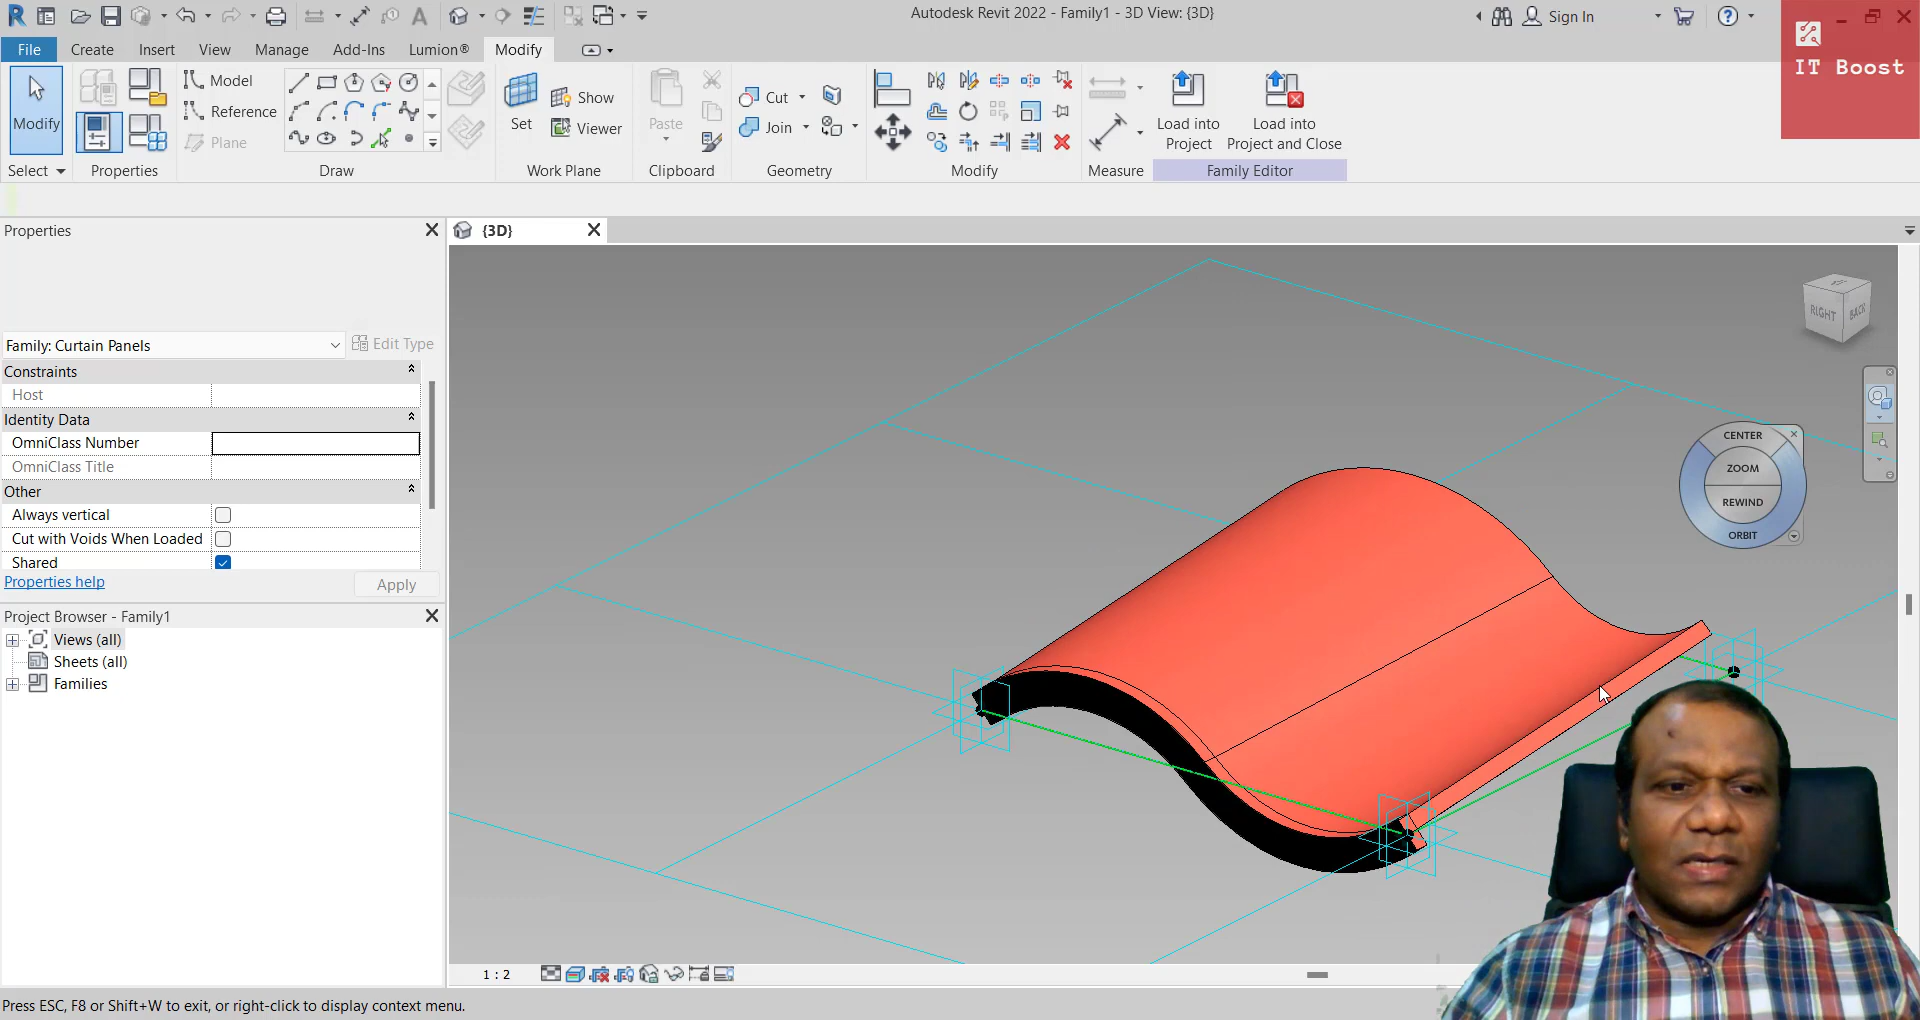 Autodesk Revit 2022 - Family1 - 3D View: {3D}
Sign In
IT Boost
File
Create
Insert
View
Manage
Add-Ins
Lumion®
Modify
Modify
Select
Properties
Model
Reference
Plane
Draw
Set
Show
Viewer
Work Plane
Paste
Clipboard
Cut
Join
Geometry
Modify
Measure
Load into
Project
Load into
Project and Close
Family Editor
Properties
{3D}
Family: Curtain Panels
Edit Type
Constraints
Host
Identity Data
OmniClass Number
OmniClass Title
Other
Always vertical
Cut with Voids When Loaded
Shared
Properties help
Apply
Project Browser - Family1
Views (all)
Sheets (all)
Families
RIGHT
BACK
CENTER
ZOOM
REWIND
ORBIT
1 : 2
Press ESC, F8 or Shift+W to exit, or right-click to display context menu.